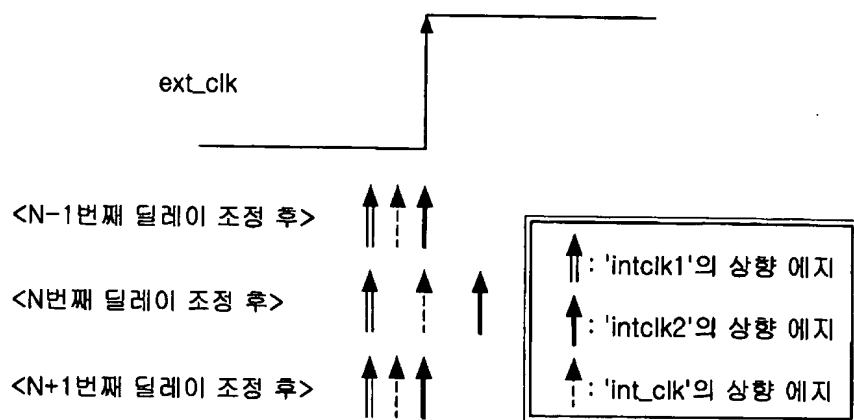 ext_clk
<N-1번째 딜레이 조정 후>
<N번째 딜레이 조정 후>
<N+1번째 딜레이 조정 후>
: 'intclk1'의 상향 에지
: 'intclk2'의 상향 에지
: 'int_clk'의 상향 에지